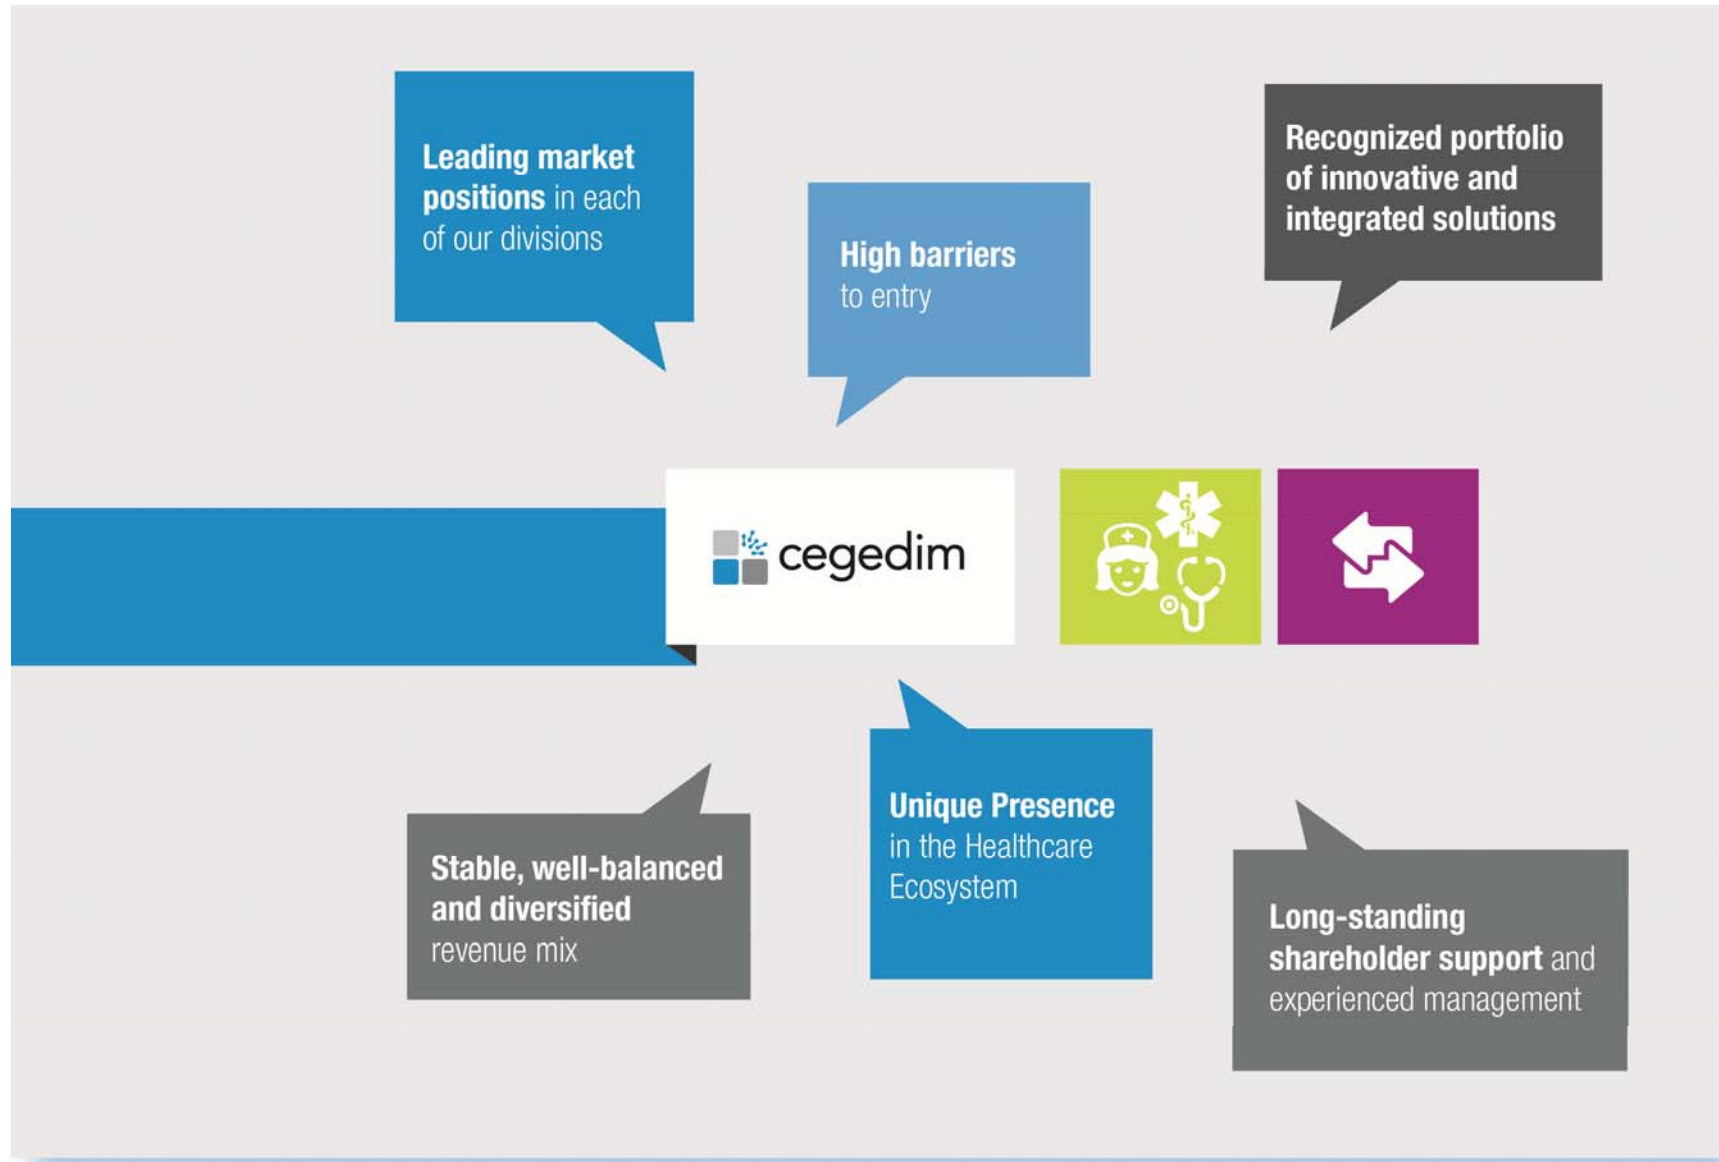 Leading market
positions in each
of our divisions
High barriers
to entry
Recognized portfolio
of innovative and
integrated solutions
cegedim
Stable, well-balanced
and diversified
revenue mix
Unique Presence
in the Healthcare
Ecosystem
Long-standing
shareholder support and
experienced management